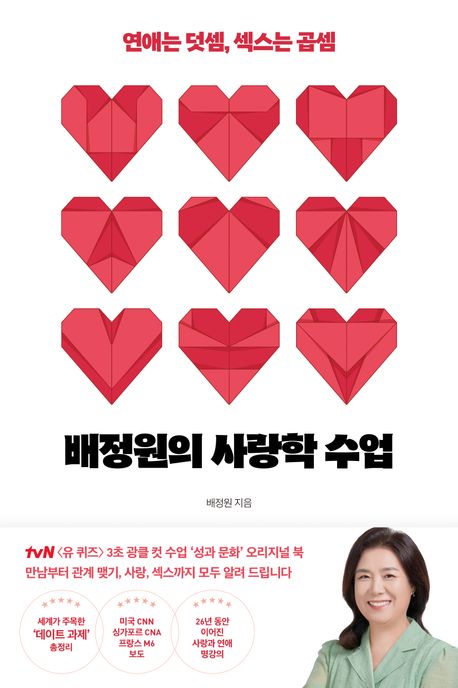 연애는 덧셈, 섹스는 곱셈
배정원의 사랑학 수업
배정원 지음
tvN 〈유 퀴즈〉 3초 광클 컷 수업 ‘성과 문화’ 오리지널 북
만남부터 관계 맺기, 사랑, 섹스까지 모두 알려 드립니다
세계가 주목한
‘데이트 과제’
총정리
미국 CNN
싱가포르 CNA
프랑스 M6
보도
26년 동안
이어진
사랑과 연애
명강의